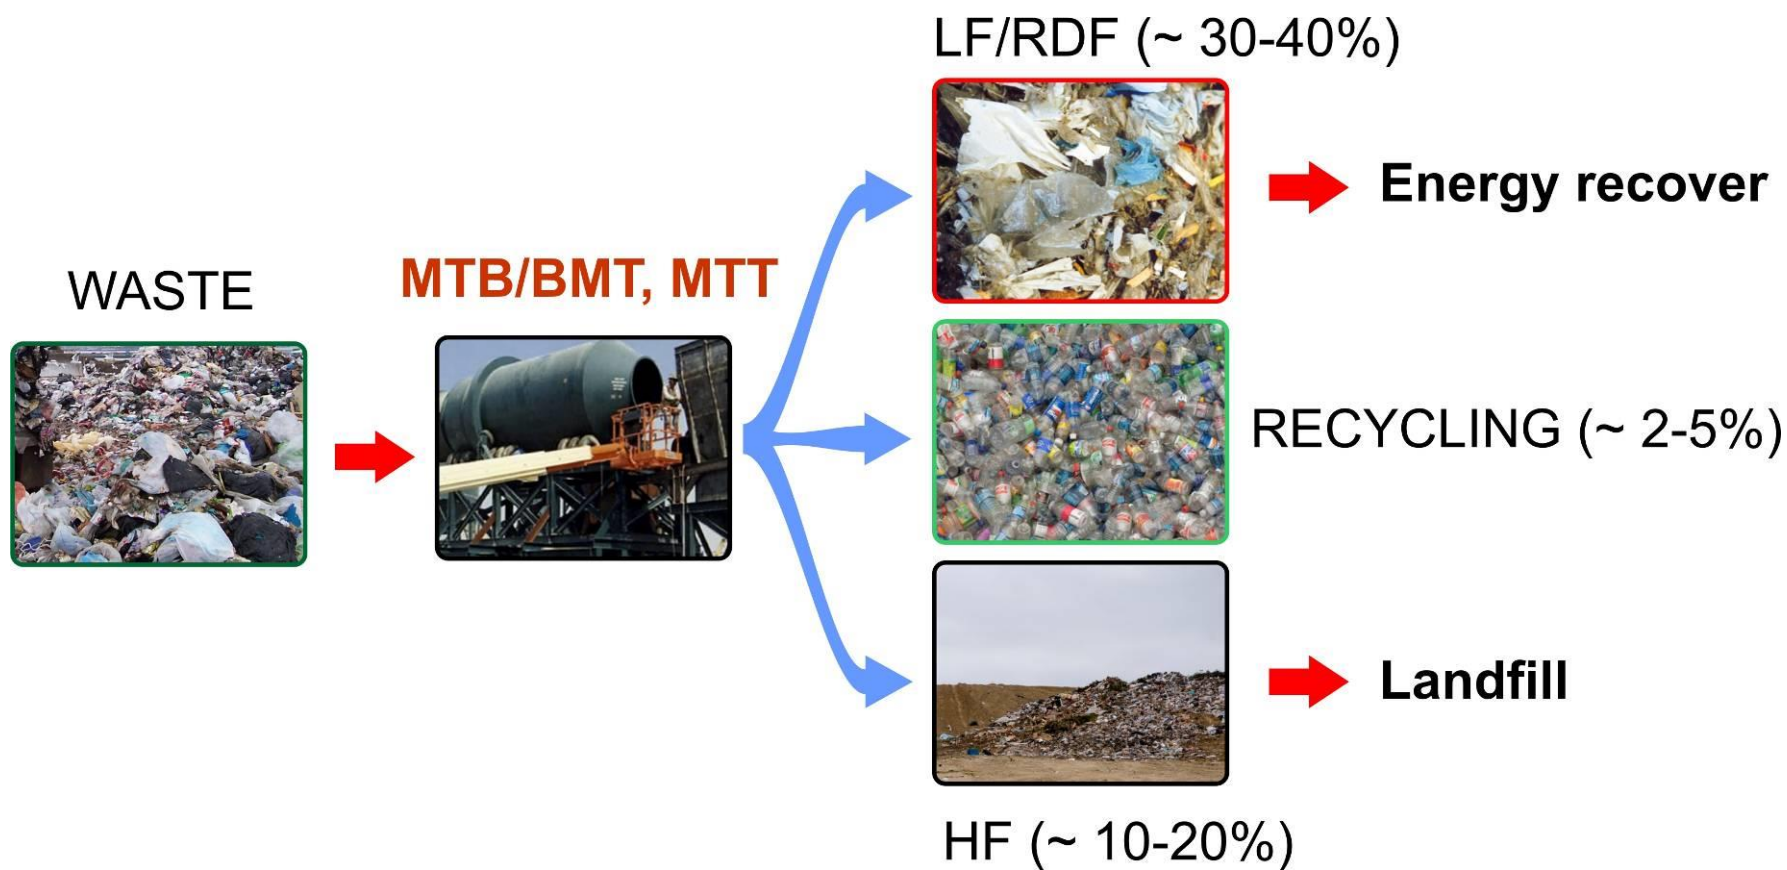 LF/RDF (~ 30-40%)
Energy recover
WASTE
MTB/BMT, MTT
RECYCLING (~ 2-5%)
Landfill
HF (~ 10-20%)